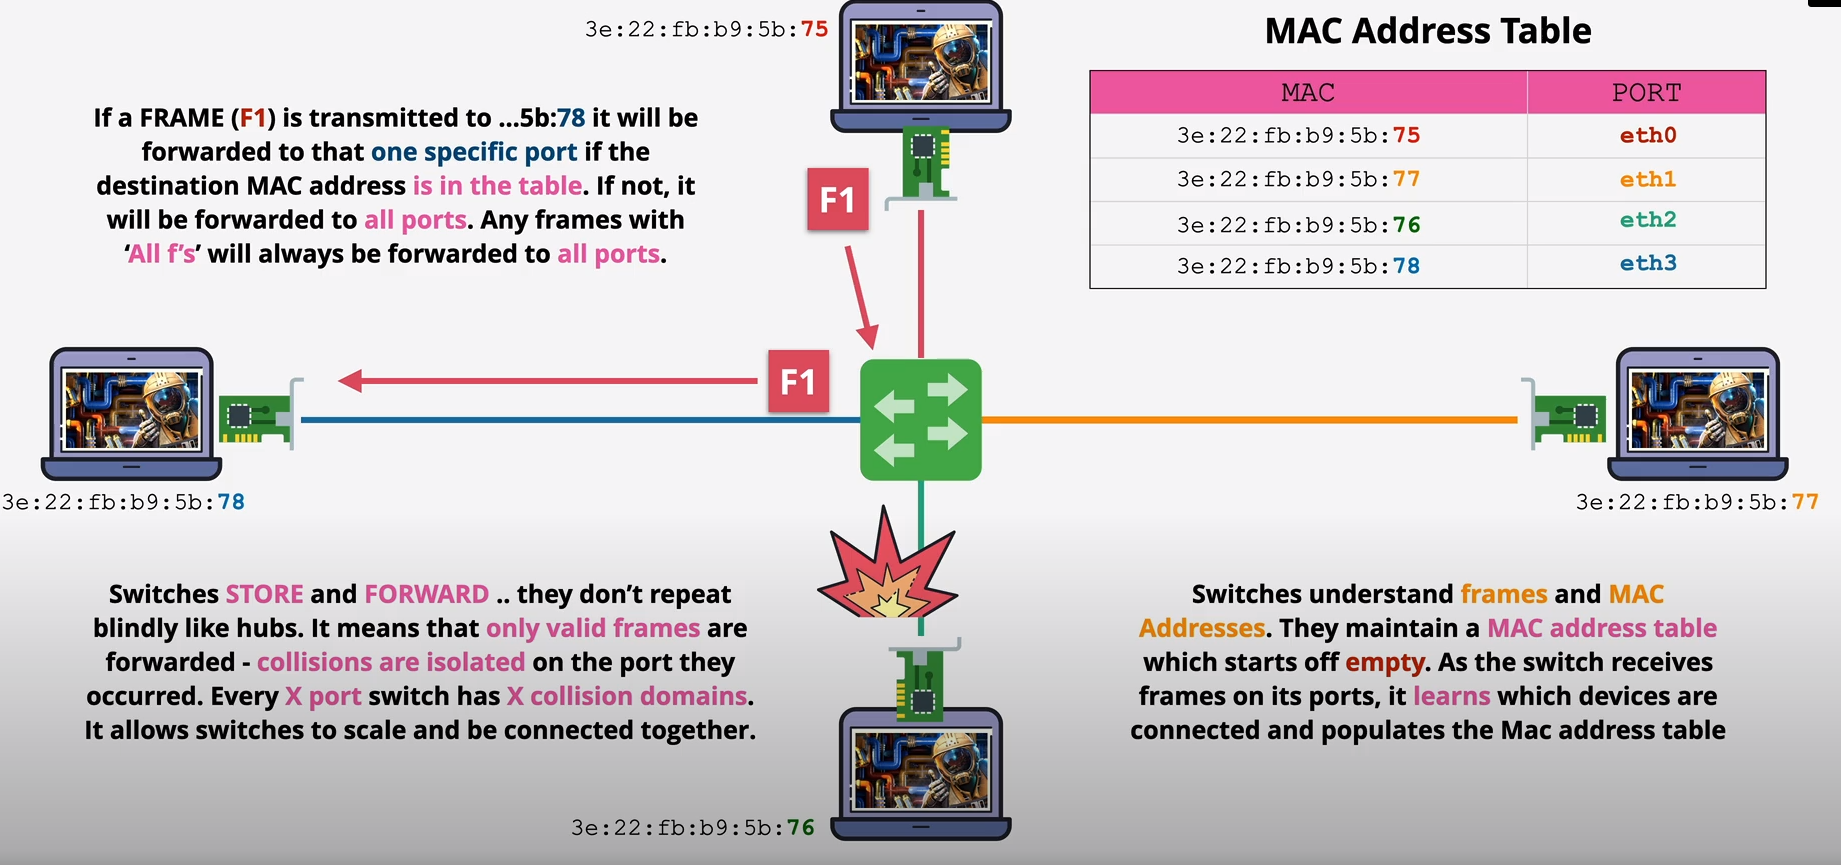 3e:22:fb:b9:5b:75
MAC Address Table
MAC PORT
3e:22:fb:b9:5b:75 eth0
3e:22:fb:b9:5b:77 eth1
3e:22:fb:b9:5b:76 eth2
3e:22:fb:b9:5b:78 eth3
If a FRAME (F1) is transmitted to ...5b:78 it will be
forwarded to that one specific port if the
destination MAC address is in the table. If not, it
will be forwarded to all ports. Any frames with
‘All f’s’ will always be forwarded to all ports.
F1
F1
3e:22:fb:b9:5b:78
3e:22:fb:b9:5b:77
Switches STORE and FORWARD .. they don’t repeat
blindly like hubs. It means that only valid frames are
forwarded - collisions are isolated on the port they
occurred. Every X port switch has X collision domains.
It allows switches to scale and be connected together.
Switches understand frames and MAC
Addresses. They maintain a MAC address table
which starts off empty. As the switch receives
frames on its ports, it learns which devices are
connected and populates the Mac address table
3e:22:fb:b9:5b:76